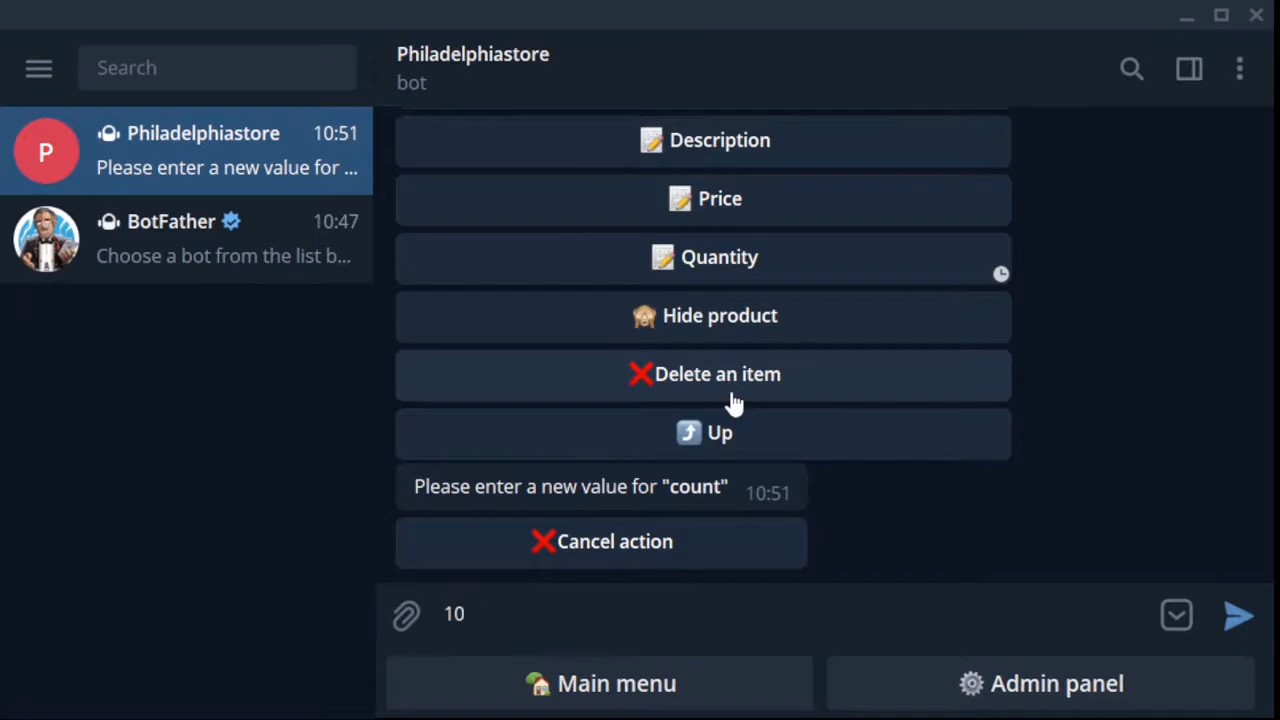 Search
Philadelphiastore
bot
P
Philadelphiastore 10:51
Please enter a new value for ...
BotFather 10:47
Choose a bot from the list b...
Description
Price
Quantity
Hide product
Delete an item
Up
Please enter a new value for "count" 10:51
Cancel action
10
Main menu
Admin panel